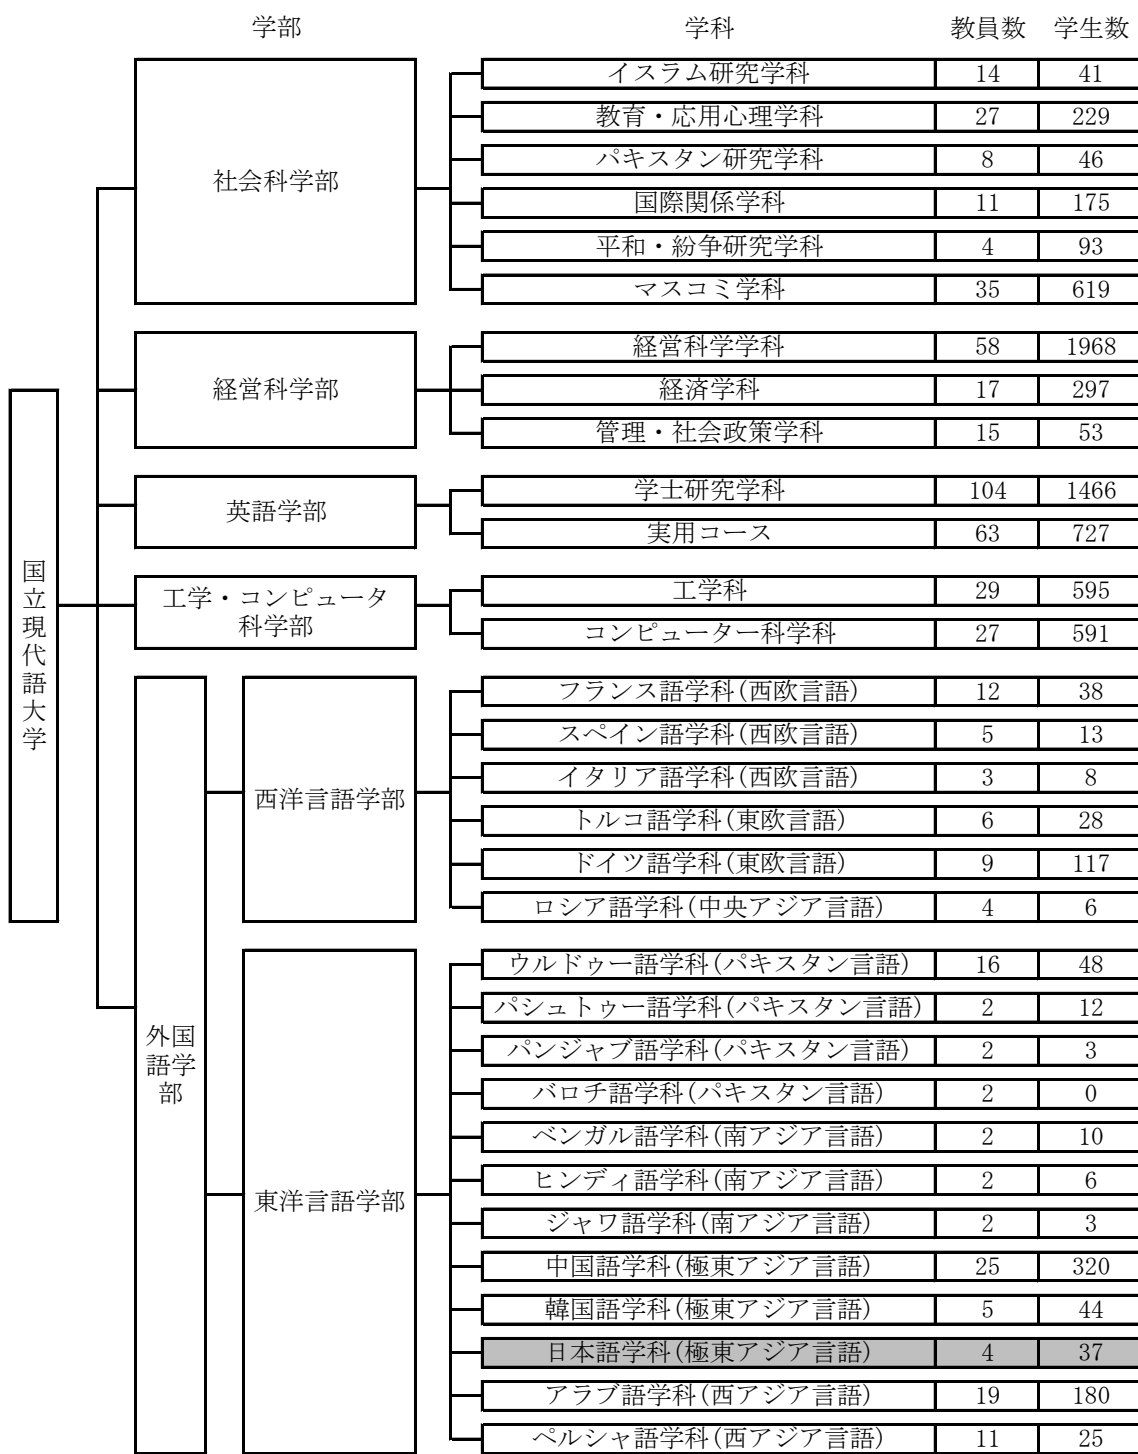 学部 学科 教員数 学生数
社会科学部
イスラム研究学科 14 41
教育・応用心理学科 27 229
パキスタン研究学科 8 46
国際関係学科 11 175
平和・紛争研究学科 4 93
マスコミ学科 35 619
経営科学部
経営科学学科 58 1968
経済学科 17 297
管理・社会政策学科 15 53
英語学部
学士研究学科 104 1466
実用コース 63 727
国立現代語大学
工学・コンピュータ
科学部
工学科 29 595
コンピューター科学科 27 591
外国
語学
部
西洋言語学部
フランス語学科(西欧言語) 12 38
スペイン語学科(西欧言語) 5 13
イタリア語学科(西欧言語) 3 8
トルコ語学科(東欧言語) 6 28
ドイツ語学科(東欧言語) 9 117
ロシア語学科(中央アジア言語) 4 6
東洋言語学部
ウルドゥー語学科(パキスタン言語) 16 48
パシュトゥー語学科(パキスタン言語) 2 12
パンジャブ語学科(パキスタン言語) 2 3
バロチ語学科(パキスタン言語) 2 0
ベンガル語学科(南アジア言語) 2 10
ヒンディ語学科(南アジア言語) 2 6
ジャワ語学科(南アジア言語) 2 3
中国語学科(極東アジア言語) 25 320
韓国語学科(極東アジア言語) 5 44
日本語学科(極東アジア言語) 4 37
アラブ語学科(西アジア言語) 19 180
ペルシャ語学科(西アジア言語) 11 25